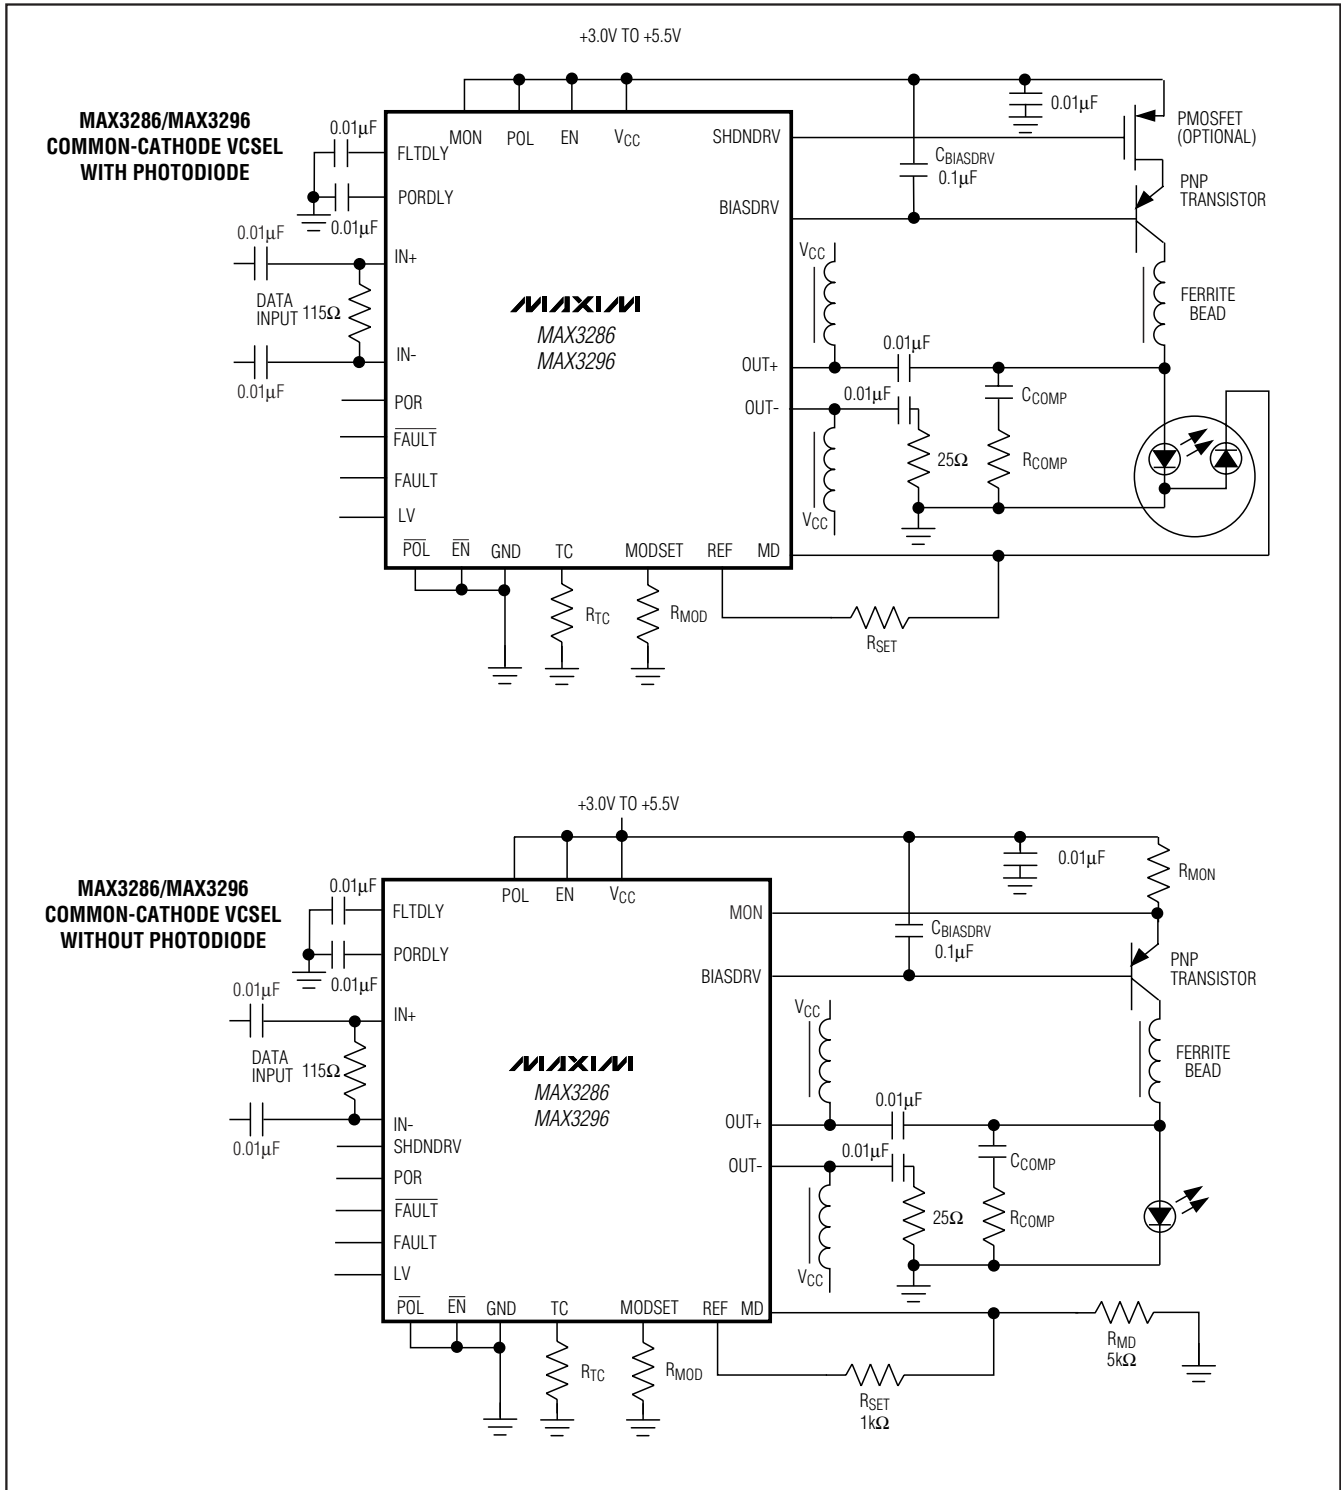 +3.0V TO +5.5V
MAX3286/MAX3296
COMMON-CATHODE VCSEL
WITH PHOTODIODE
0.01μF
FLTDLY
MON
POL
EN
VCC
SHDNDRV
0.01μF
PMOSFET
(OPTIONAL)
CBIASDRV
0.1μF
PNP
TRANSISTOR
PORDLY
0.01μF
BIASDRV
0.01μF
IN+
DATA
INPUT
115Ω
MAXIM
MAX3286
MAX3296
VCC
FERRITE
BEAD
0.01μF
IN-
0.01μF
OUT+
0.01μF
OUT-
CCOMP
POR
FAULT
25Ω
RCOMP
FAULT
LV
VCC
POL
EN
GND
TC
MODSET
REF
MD
RTC
RMOD
RSET
+3.0V TO +5.5V
MAX3286/MAX3296
COMMON-CATHODE VCSEL
WITHOUT PHOTODIODE
0.01μF
FLTDLY
POL
EN
VCC
MON
0.01μF
RMON
CBIASDRV
0.1μF
PNP
TRANSISTOR
PORDLY
0.01μF
BIASDRV
0.01μF
IN+
DATA
INPUT
115Ω
MAXIM
MAX3286
MAX3296
VCC
FERRITE
BEAD
0.01μF
IN-
0.01μF
OUT+
SHDNDRV
0.01μF
OUT-
CCOMP
POR
FAULT
25Ω
RCOMP
FAULT
LV
VCC
POL
EN
GND
TC
MODSET
REF
MD
RTC
RMOD
RSET
1kΩ
RMD
5kΩ